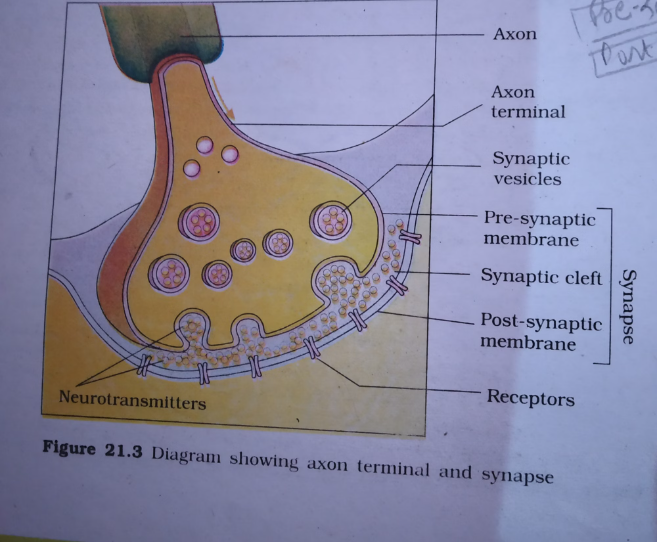 Axon
Axon
terminal
Synaptic
vesicles
Pre-synaptic
membrane
Synaptic cleft
Post-synaptic
membrane
Synapse
Receptors
Neurotransmitters
Figure 21.3 Diagram showing axon terminal and synapse